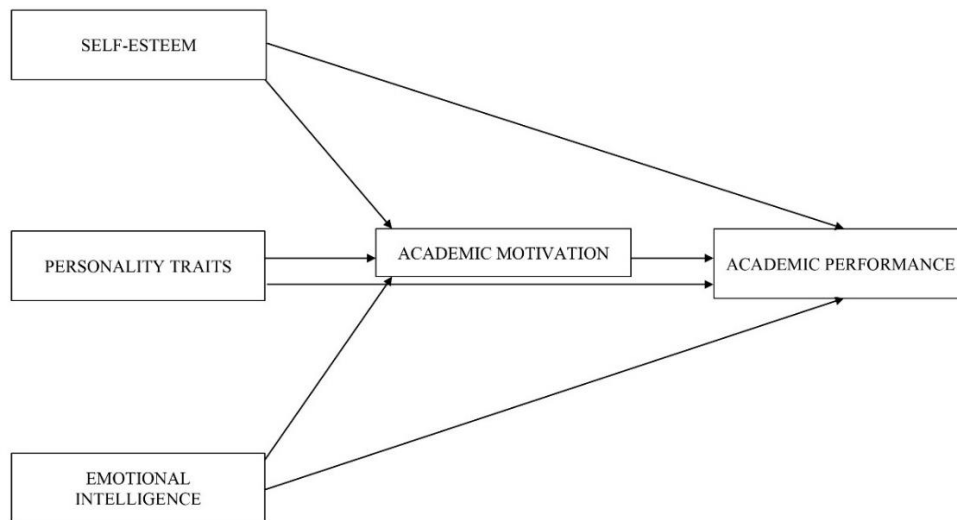 SELF-ESTEEM
PERSONALITY TRAITS
ACADEMIC MOTIVATION
ACADEMIC PERFORMANCE
EMOTIONAL
INTELLIGENCE